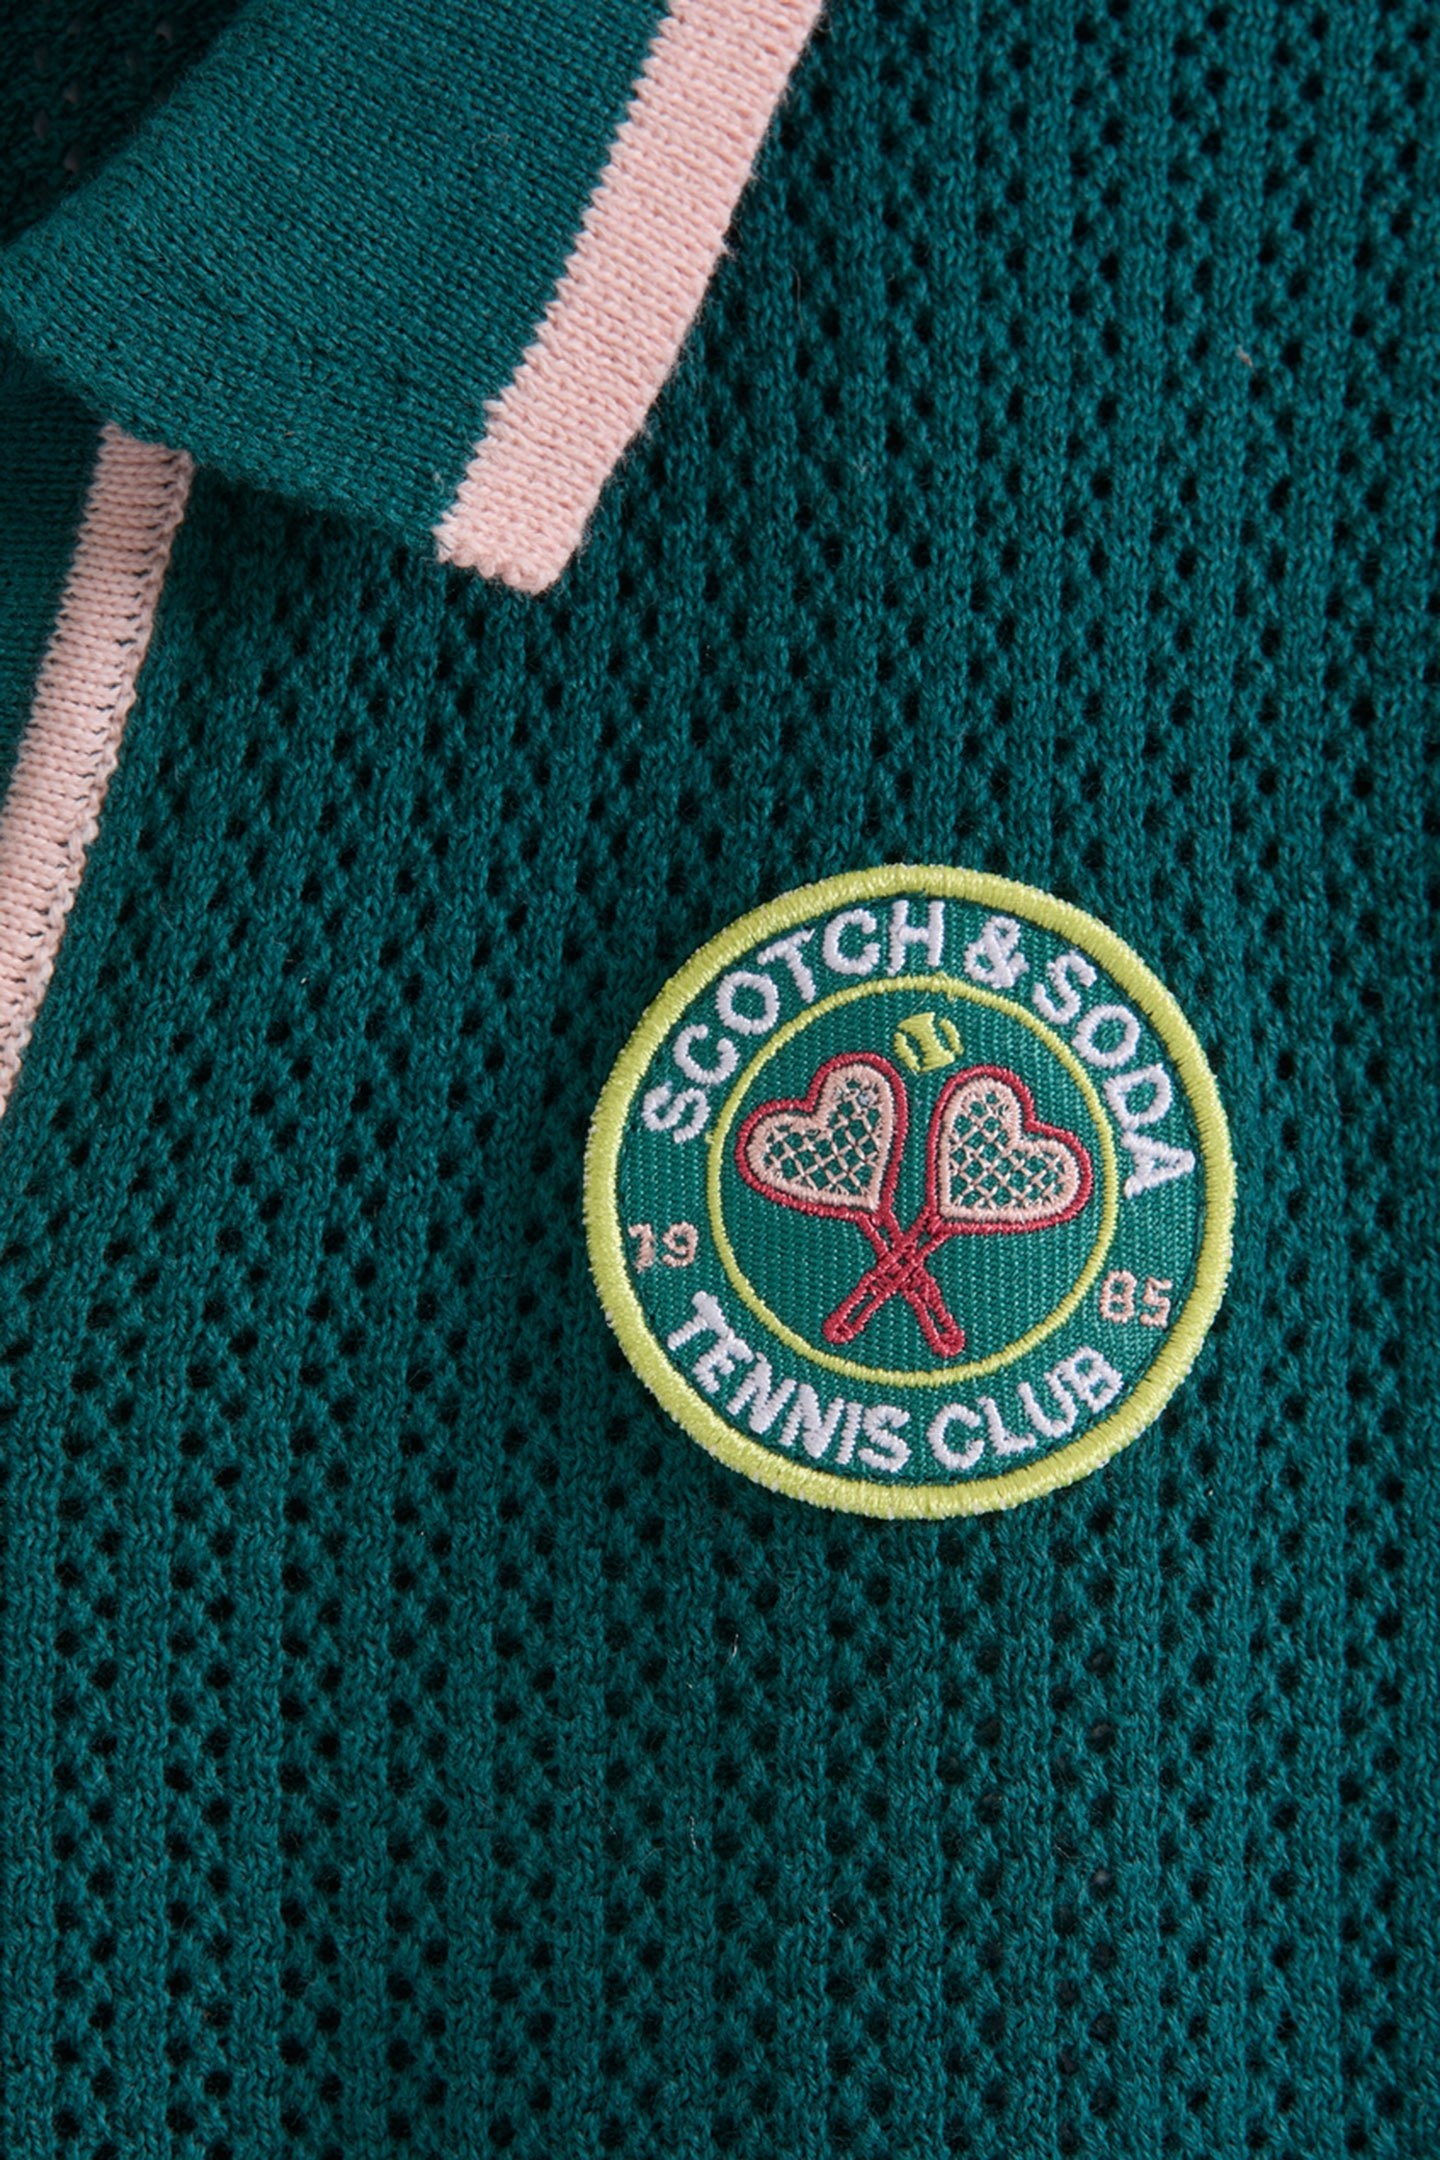 SCOTCH & SODA
19 85
TENNIS CLUB